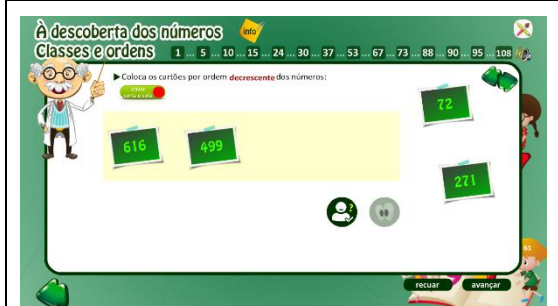 À descoberta dos números
info
Classes e ordens
1 ... 5 ... 10 ... 15 ... 24 ... 30 ... 37 ... 53 ... 67 ... 73 ... 88 ... 90 ... 95 ... 108
►Coloca os cartões por ordem decrescente dos números:
72
616
499
271
?
61
recuar
avançar